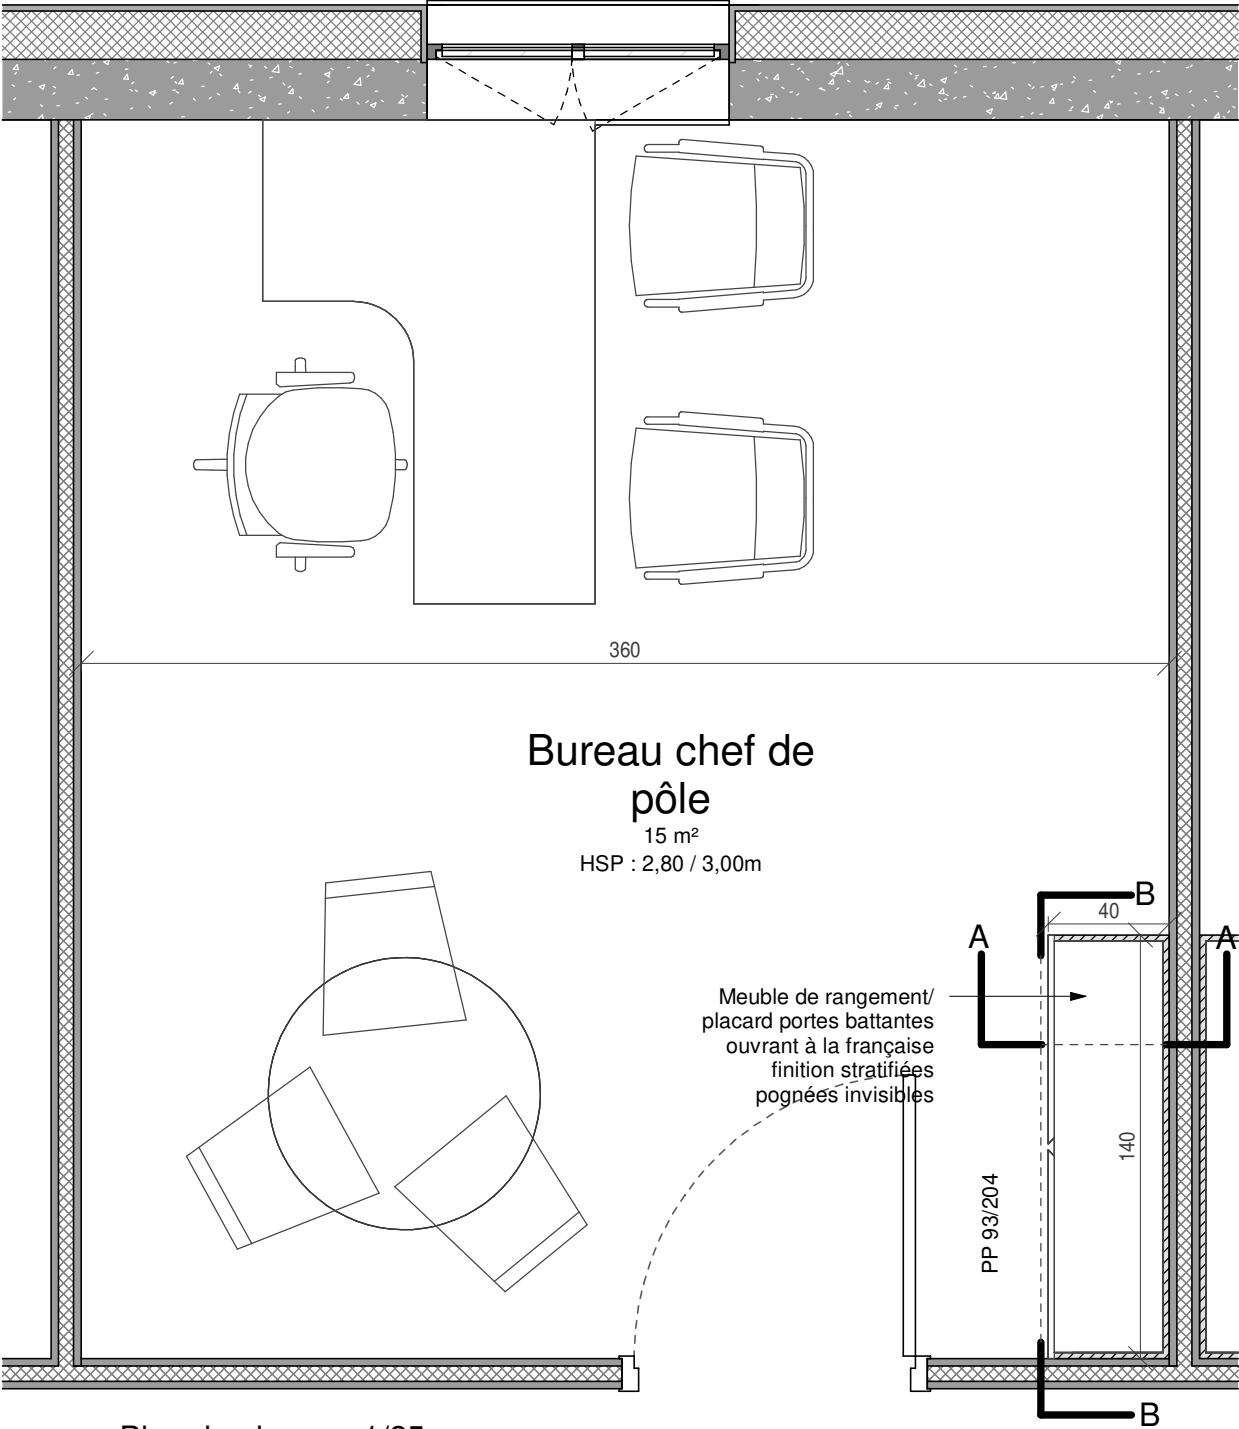 360
Bureau chef de
pôle
15 m²
HSP : 2,80 / 3,00m
B
40
A
A
Meuble de rangement/
placard portes battantes
ouvrant à la française
finition stratifiées
pognées invisibles
140
PP 93/204
B